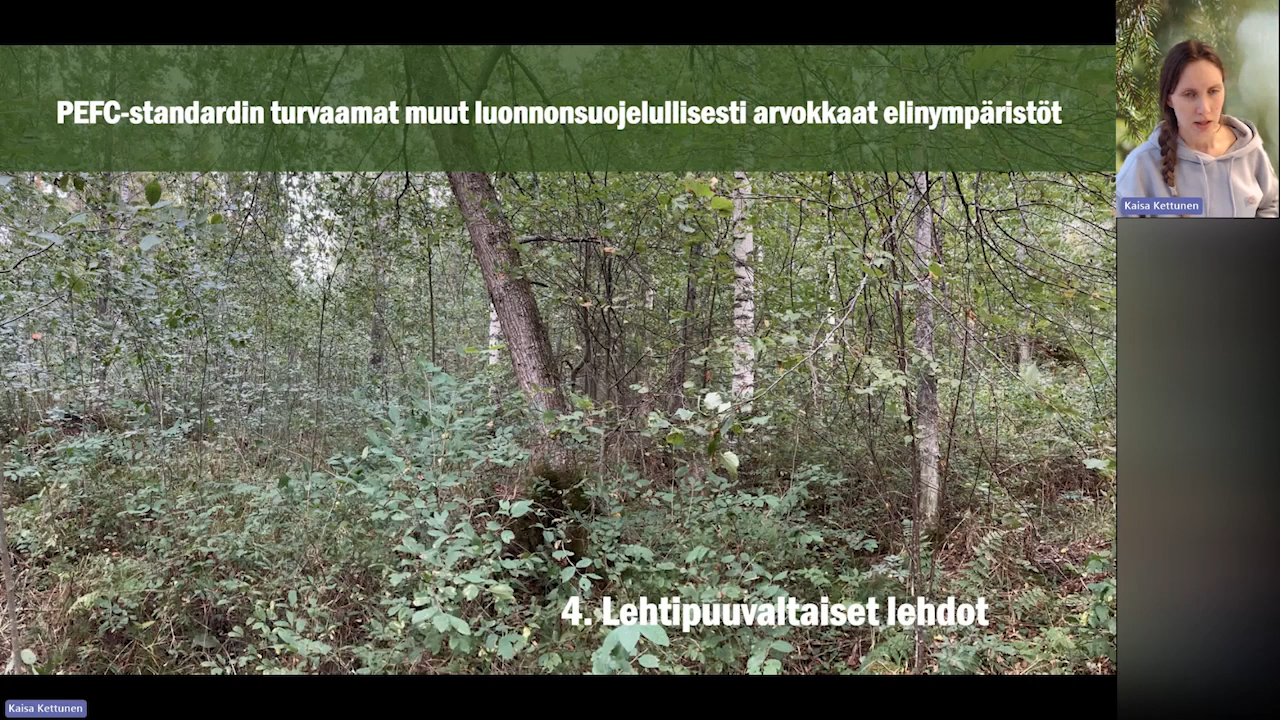 PEFC-standardin turvaamat muut luonnonsuojelullisesti arvokkaat elinympäristöt
Kaisa Kettunen
4. Lehtipuuvaltaiset lehdot
Kaisa Kettunen